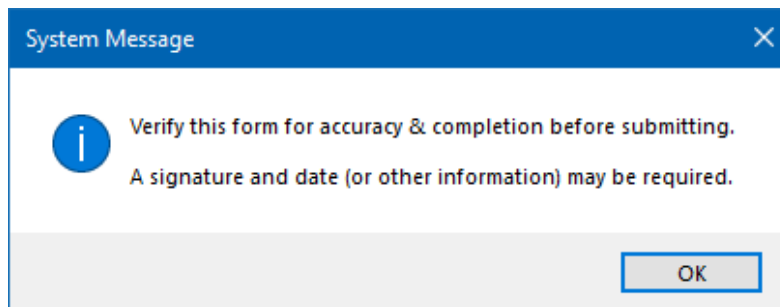 System Message
Verify this form for accuracy & completion before submitting.
A signature and date (or other information) may be required.
OK